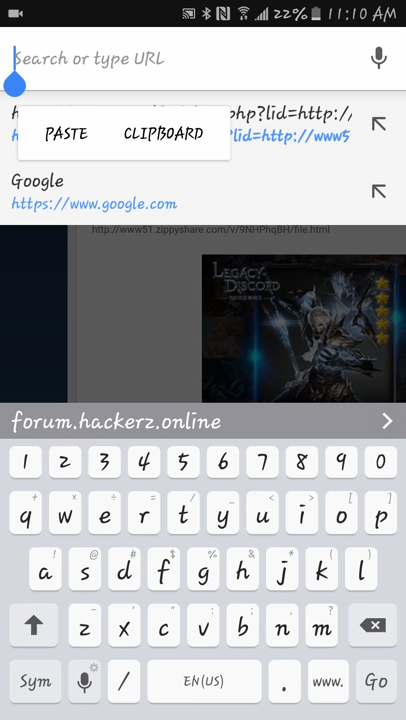 22% 11:10 AM
Search or type URL
php?lid=http://
PASTE CLIPBOARD
?lid=http://www5
Google
https://www.google.com
http://www51.zippyshare.com/v/9NHPhqBH/file.html
LEGACY
DISCORD
forum.hackerz.online
1 2 3 4 5 6 7 8 9 0
+ × ÷ = / _ < > [ ]
q w e r t y u i o p
! @ # $ % & * ( )
a s d f g h j k l
- ' " : ; , ?
z x c v b n m
Sym / EN(US) . www. Go